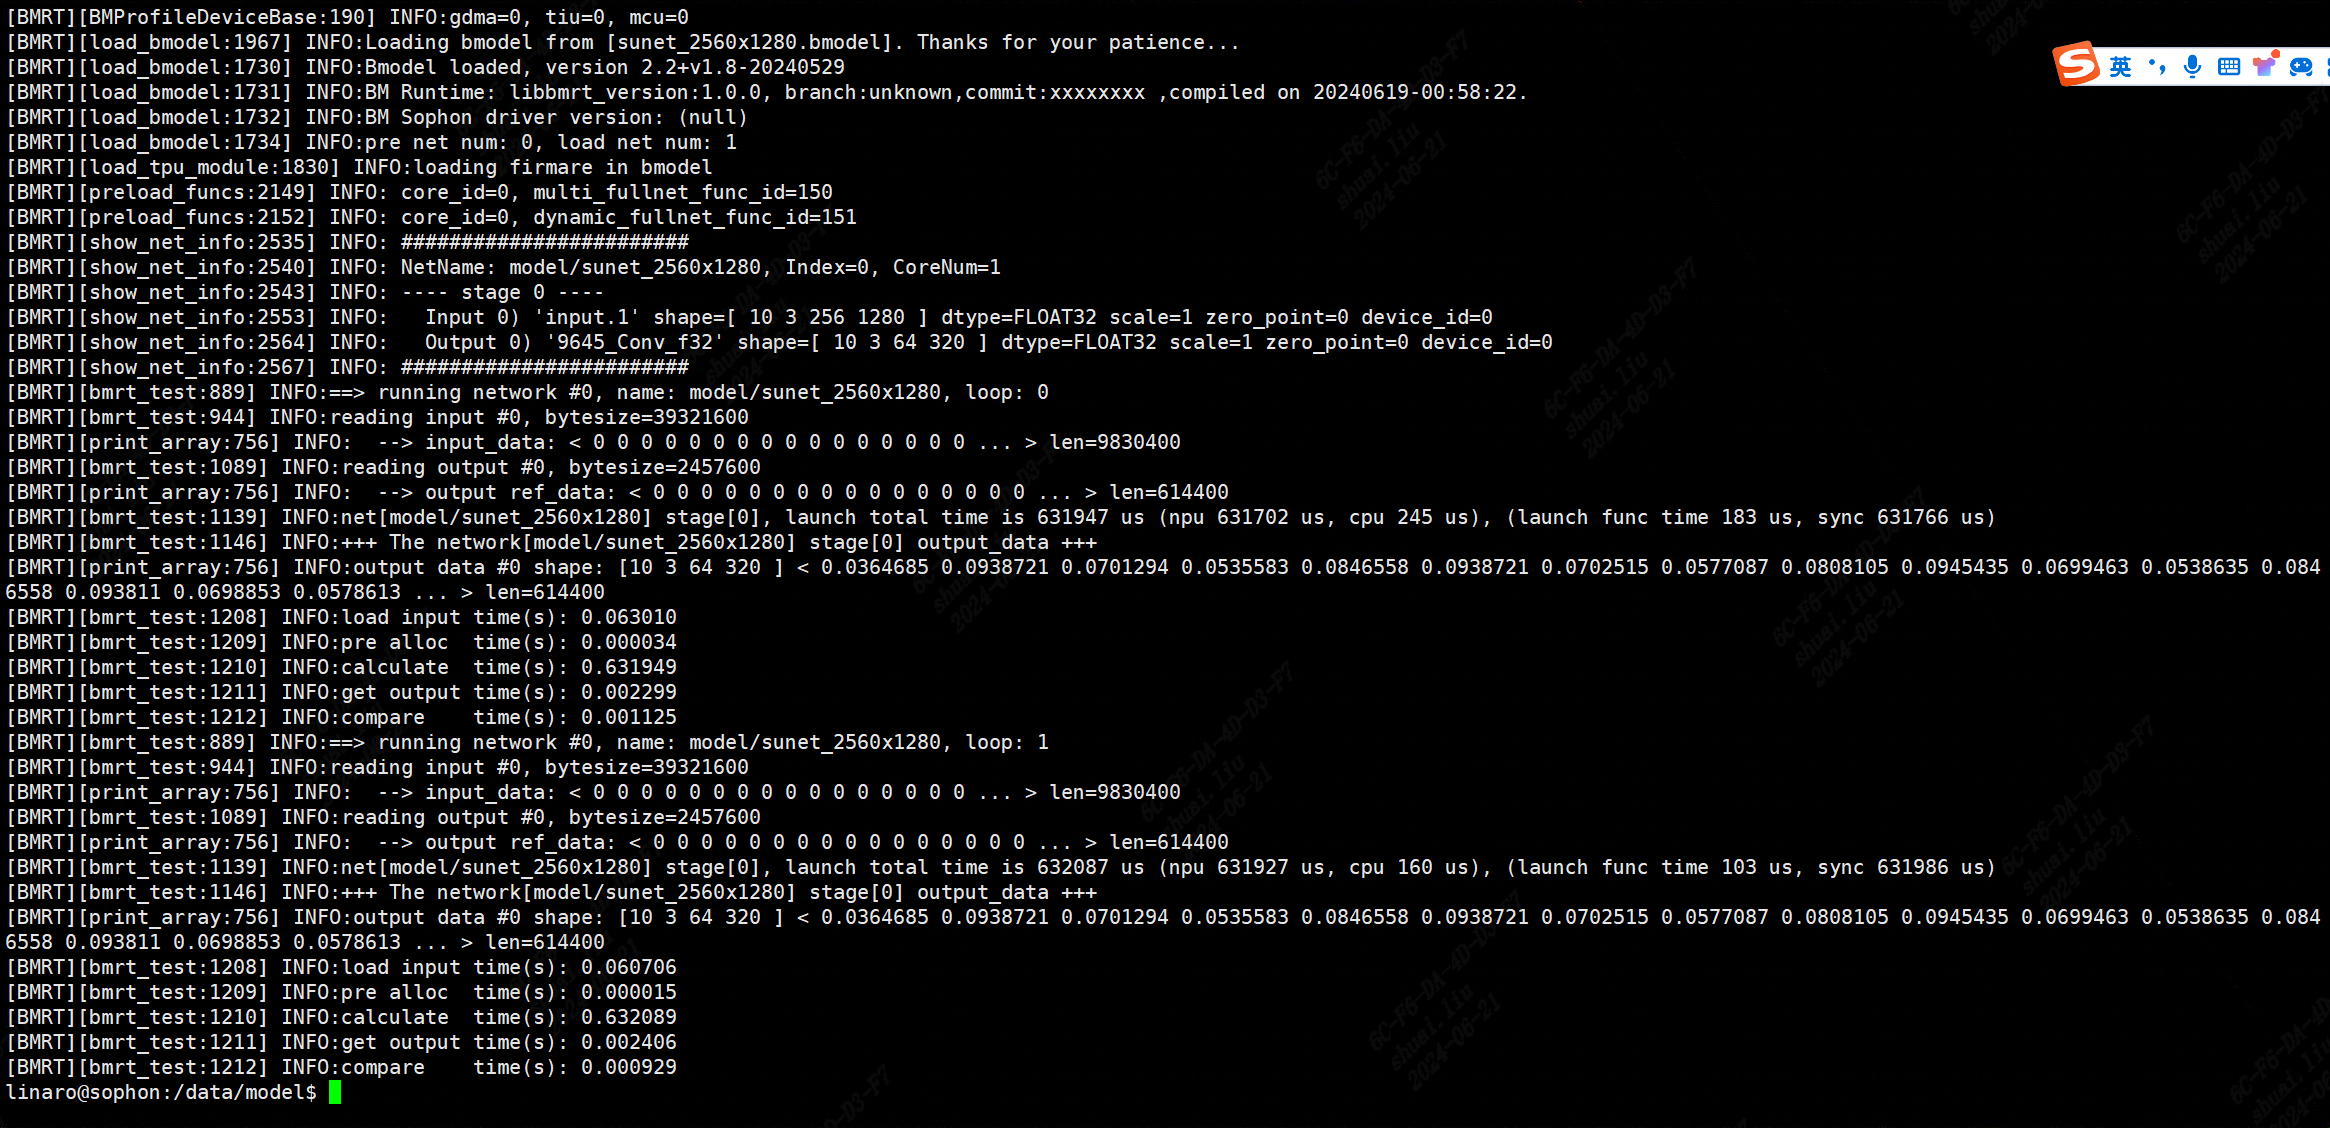 [BMRT][BMProfileDeviceBase:190] INFO:gdma=0, tiu=0, mcu=0
[BMRT][load_bmodel:1967] INFO:Loading bmodel from [sunet_2560x1280.bmodel]. Thanks for your patience...
[BMRT][load_bmodel:1730] INFO:Bmodel loaded, version 2.2+v1.8-20240529
[BMRT][load_bmodel:1731] INFO:BM Runtime: libbmrt_version:1.0.0, branch:unknown,commit:xxxxxxxx ,compiled on 20240619-00:58:22.
[BMRT][load_bmodel:1732] INFO:BM Sophon driver version: (null)
[BMRT][load_bmodel:1734] INFO:pre net num: 0, load net num: 1
[BMRT][load_tpu_module:1830] INFO:loading firmare in bmodel
[BMRT][preload_funcs:2149] INFO: core_id=0, multi_fullnet_func_id=150
[BMRT][preload_funcs:2152] INFO: core_id=0, dynamic_fullnet_func_id=151
[BMRT][show_net_info:2535] INFO: ########################
[BMRT][show_net_info:2540] INFO: NetName: model/sunet_2560x1280, Index=0, CoreNum=1
[BMRT][show_net_info:2543] INFO: ---- stage 0 ----
[BMRT][show_net_info:2553] INFO:   Input 0) 'input.1' shape=[ 10 3 256 1280 ] dtype=FLOAT32 scale=1 zero_point=0 device_id=0
[BMRT][show_net_info:2564] INFO:   Output 0) '9645_Conv_f32' shape=[ 10 3 64 320 ] dtype=FLOAT32 scale=1 zero_point=0 device_id=0
[BMRT][show_net_info:2567] INFO: ########################
[BMRT][bmrt_test:889] INFO:==> running network #0, name: model/sunet_2560x1280, loop: 0
[BMRT][bmrt_test:944] INFO:reading input #0, bytesize=39321600
[BMRT][print_array:756] INFO:  --> input_data: < 0 0 0 0 0 0 0 0 0 0 0 0 0 0 0 0 ... > len=9830400
[BMRT][bmrt_test:1089] INFO:reading output #0, bytesize=2457600
[BMRT][print_array:756] INFO:  --> output ref_data: < 0 0 0 0 0 0 0 0 0 0 0 0 0 0 0 0 ... > len=614400
[BMRT][bmrt_test:1139] INFO:net[model/sunet_2560x1280] stage[0], launch total time is 631947 us (npu 631702 us, cpu 245 us), (launch func time 183 us, sync 631766 us)
[BMRT][bmrt_test:1146] INFO:+++ The network[model/sunet_2560x1280] stage[0] output_data +++
[BMRT][print_array:756] INFO:output data #0 shape: [10 3 64 320 ] < 0.0364685 0.0938721 0.0701294 0.0535583 0.0846558 0.0938721 0.0702515 0.0577087 0.0808105 0.0945435 0.0699463 0.0538635 0.084
6558 0.093811 0.0698853 0.0578613 ... > len=614400
[BMRT][bmrt_test:1208] INFO:load input time(s): 0.063010
[BMRT][bmrt_test:1209] INFO:pre alloc  time(s): 0.000034
[BMRT][bmrt_test:1210] INFO:calculate  time(s): 0.631949
[BMRT][bmrt_test:1211] INFO:get output time(s): 0.002299
[BMRT][bmrt_test:1212] INFO:compare    time(s): 0.001125
[BMRT][bmrt_test:889] INFO:==> running network #0, name: model/sunet_2560x1280, loop: 1
[BMRT][bmrt_test:944] INFO:reading input #0, bytesize=39321600
[BMRT][print_array:756] INFO:  --> input_data: < 0 0 0 0 0 0 0 0 0 0 0 0 0 0 0 0 ... > len=9830400
[BMRT][bmrt_test:1089] INFO:reading output #0, bytesize=2457600
[BMRT][print_array:756] INFO:  --> output ref_data: < 0 0 0 0 0 0 0 0 0 0 0 0 0 0 0 0 ... > len=614400
[BMRT][bmrt_test:1139] INFO:net[model/sunet_2560x1280] stage[0], launch total time is 632087 us (npu 631927 us, cpu 160 us), (launch func time 103 us, sync 631986 us)
[BMRT][bmrt_test:1146] INFO:+++ The network[model/sunet_2560x1280] stage[0] output_data +++
[BMRT][print_array:756] INFO:output data #0 shape: [10 3 64 320 ] < 0.0364685 0.0938721 0.0701294 0.0535583 0.0846558 0.0938721 0.0702515 0.0577087 0.0808105 0.0945435 0.0699463 0.0538635 0.084
6558 0.093811 0.0698853 0.0578613 ... > len=614400
[BMRT][bmrt_test:1208] INFO:load input time(s): 0.060706
[BMRT][bmrt_test:1209] INFO:pre alloc  time(s): 0.000015
[BMRT][bmrt_test:1210] INFO:calculate  time(s): 0.632089
[BMRT][bmrt_test:1211] INFO:get output time(s): 0.002406
[BMRT][bmrt_test:1212] INFO:compare    time(s): 0.000929
linaro@sophon:/data/model$
英
6C-F6-DA-4D-D3-F7
shuai.liu
2024-06-21